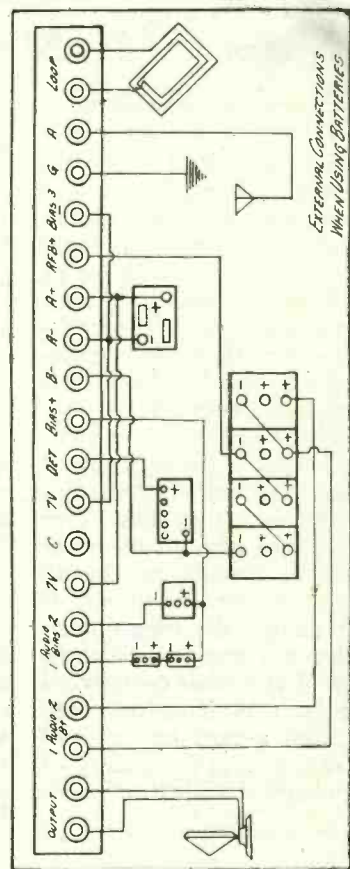 EXTERNAL CONNECTIONS
WHEN USING BATTERIES
LOOP
A
G
BIAS 3
RFB+
A+
A-
B-
BIAS+
DET
7V
C
7V
AUDIO
1 BIAS 2
1 AUDIO 2
B+
OUTPUT
+ -
- + +
- + +
- + +
- + +
+ -
- +
- + - +